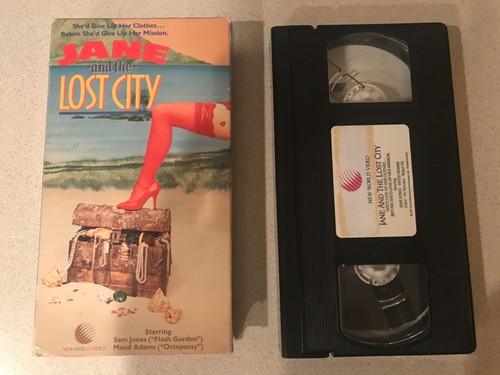 She'd Give Up Her Clothes...
Before She'd Give Up Her Mission.
JANE
and the
LOST CITY
Starring
Sam Jones ("Flash Gordon")
Maud Adams ("Octopussy")
NEW WORLD VIDEO
NEW WORLD VIDEO
JANE AND THE LOST CITY